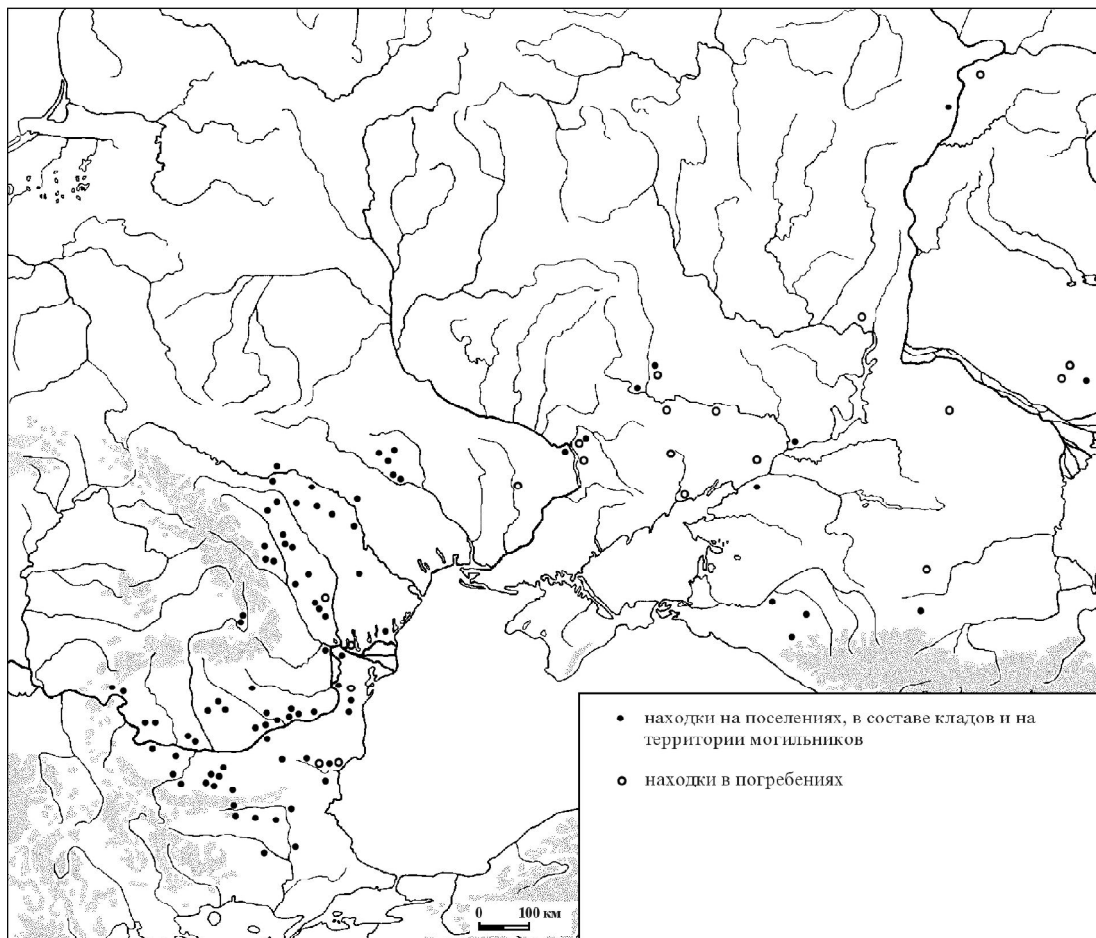 находки на поселениях, в составе кладов и на
территории могильников
находки в погребениях
0 100 км